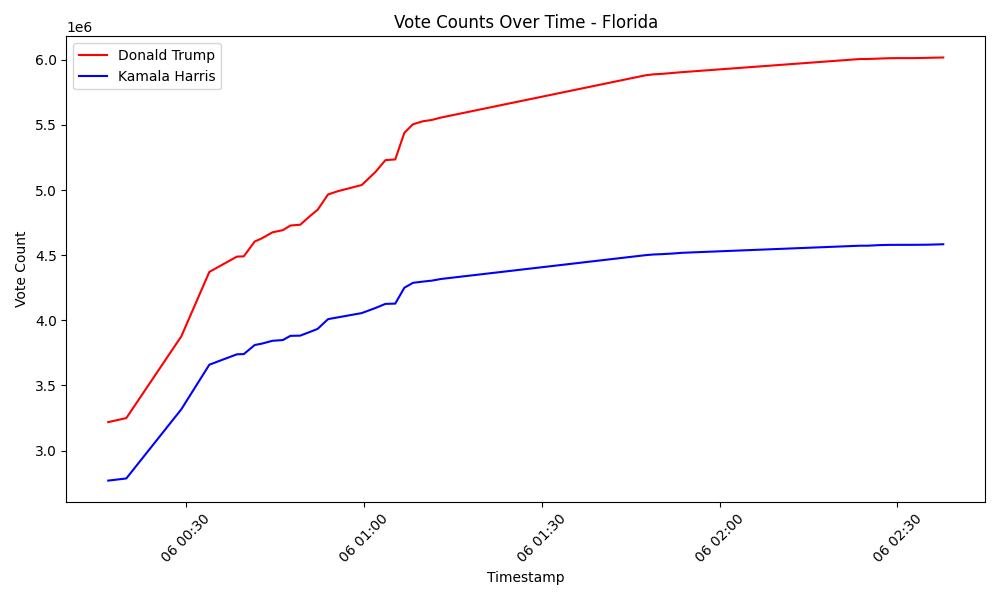 Vote Counts Over Time - Florida
1e6
Donald Trump
Kamala Harris
6.0
5.5
5.0
4.5
4.0
3.5
3.0
Vote Count
06 00:30
06 01:00
06 01:30
06 02:00
06 02:30
Timestamp